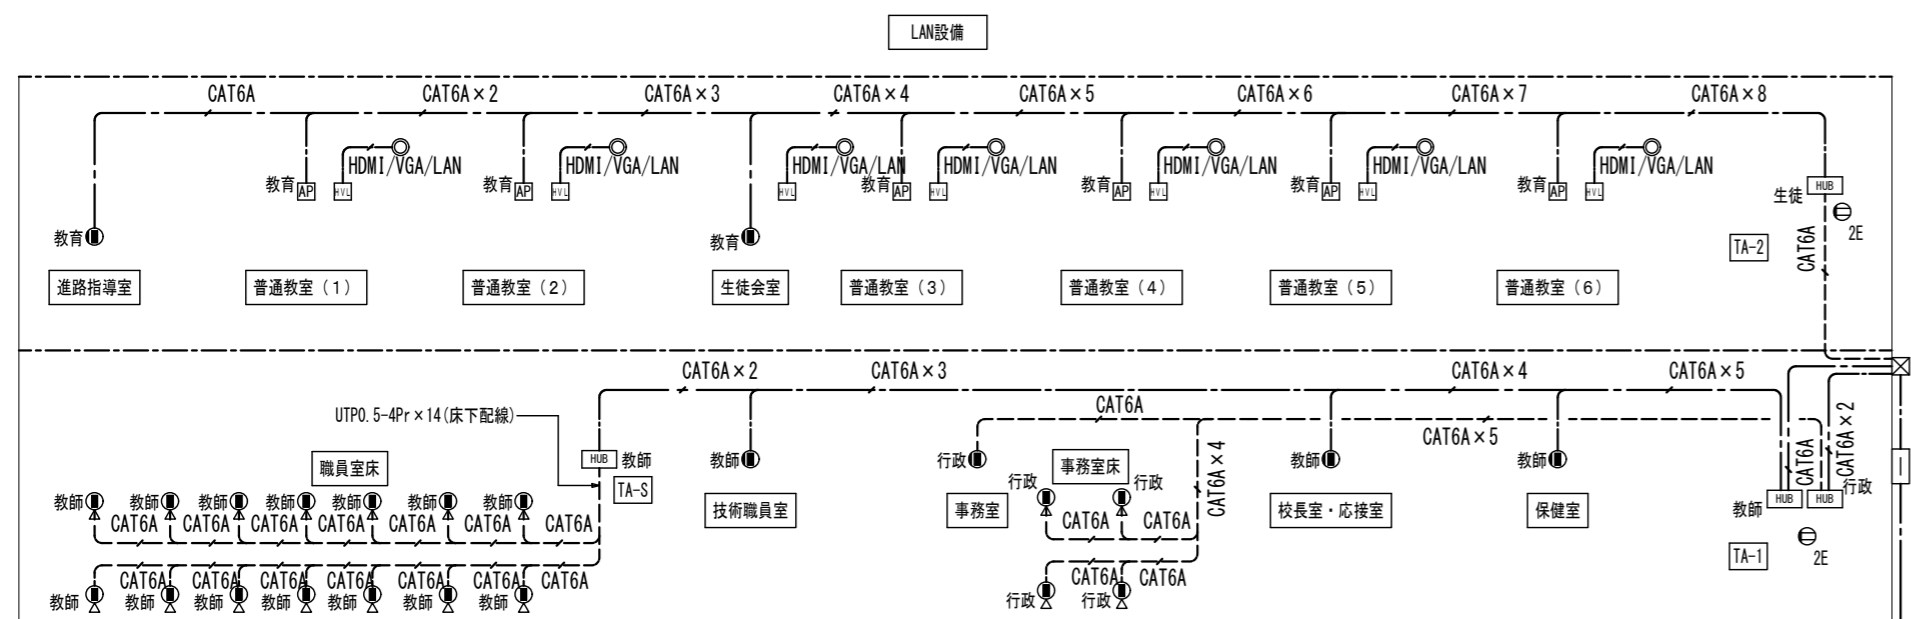 LAN設備
CAT6A CAT6A×2 CAT6A×3 CAT6A×4 CAT6A×5 CAT6A×6 CAT6A×7 CAT6A×8
HDMI/VGA/LAN HDMI/VGA/LAN HDMI/VGA/LAN HDMI/VGA/LAN HDMI/VGA/LAN HDMI/VGA/LAN HDMI/VGA/LAN
教育 AP HVL 教育 AP HVL HVL 教育 AP HVL 教育 AP HVL 教育 AP HVL 教育 AP HVL
生徒 HUB
2E
教育 教育
TA-2
CAT6A
進路指導室 普通教室(1) 普通教室(2) 生徒会室 普通教室(3) 普通教室(4) 普通教室(5) 普通教室(6)
CAT6A×2 CAT6A×3 CAT6A×4 CAT6A×5
UTP0.5-4Pr×14(床下配線)
CAT6A
CAT6A×5
CAT6A×4
CAT6A
CAT6A×2
職員室床
HUB 教師
TA-S
教師 行政 事務室床 教師 教師
教師 教師 教師 教師 教師 教師 教師
行政 行政
教師 HUB HUB 行政
技術職員室 事務室 校長室・応接室 保健室
CAT6A CAT6A CAT6A CAT6A CAT6A CAT6A CAT6A
CAT6A CAT6A
TA-1
2E
CAT6A CAT6A CAT6A CAT6A CAT6A CAT6A CAT6A
CAT6A CAT6A
教師 教師 教師 教師 教師 教師 教師
行政 行政